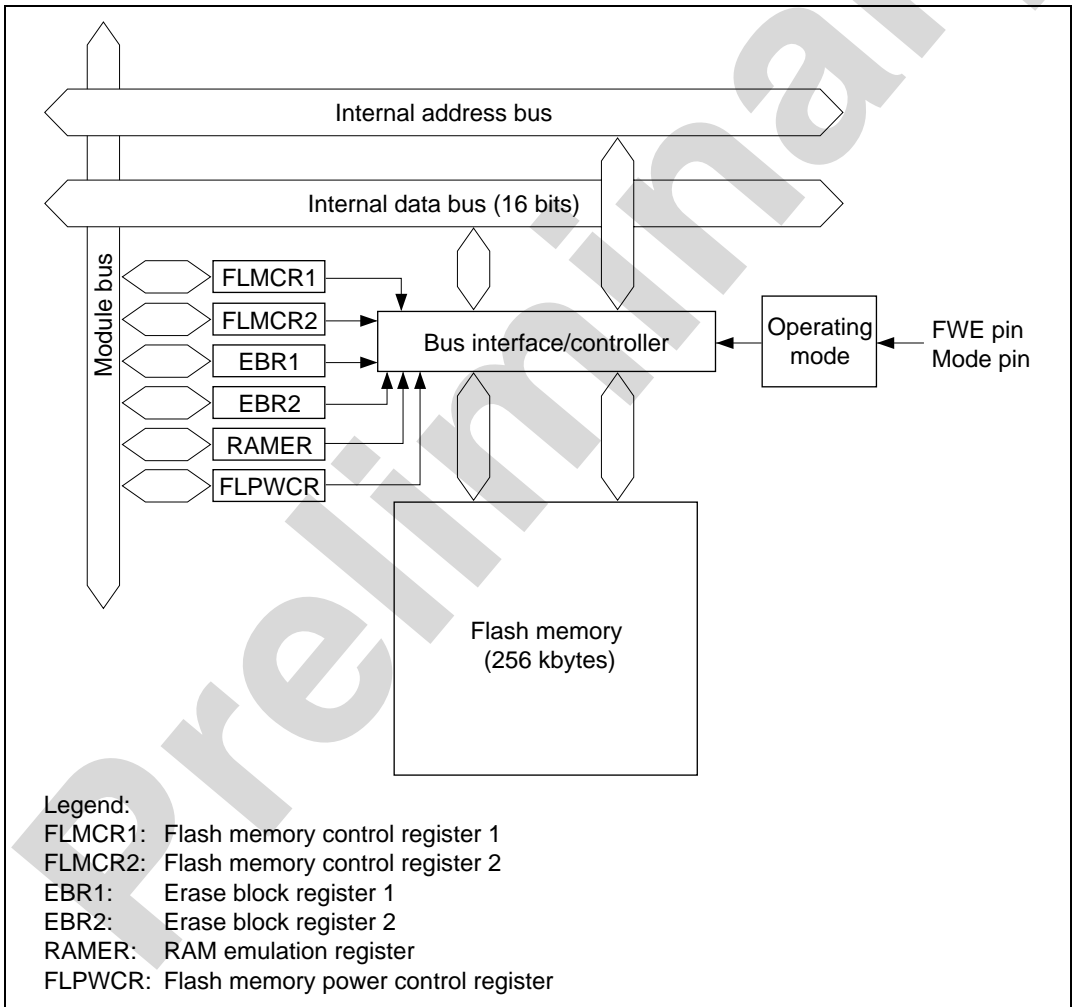 Internal address bus
Internal data bus (16 bits)
Module bus
FLMCR1
FLMCR2
EBR1
EBR2
RAMER
FLPWCR
Bus interface/controller
Operating
mode
FWE pin
Mode pin
Flash memory
(256 kbytes)
Legend:
FLMCR1: Flash memory control register 1
FLMCR2: Flash memory control register 2
EBR1: Erase block register 1
EBR2: Erase block register 2
RAMER: RAM emulation register
FLPWCR: Flash memory power control register
Preliminar